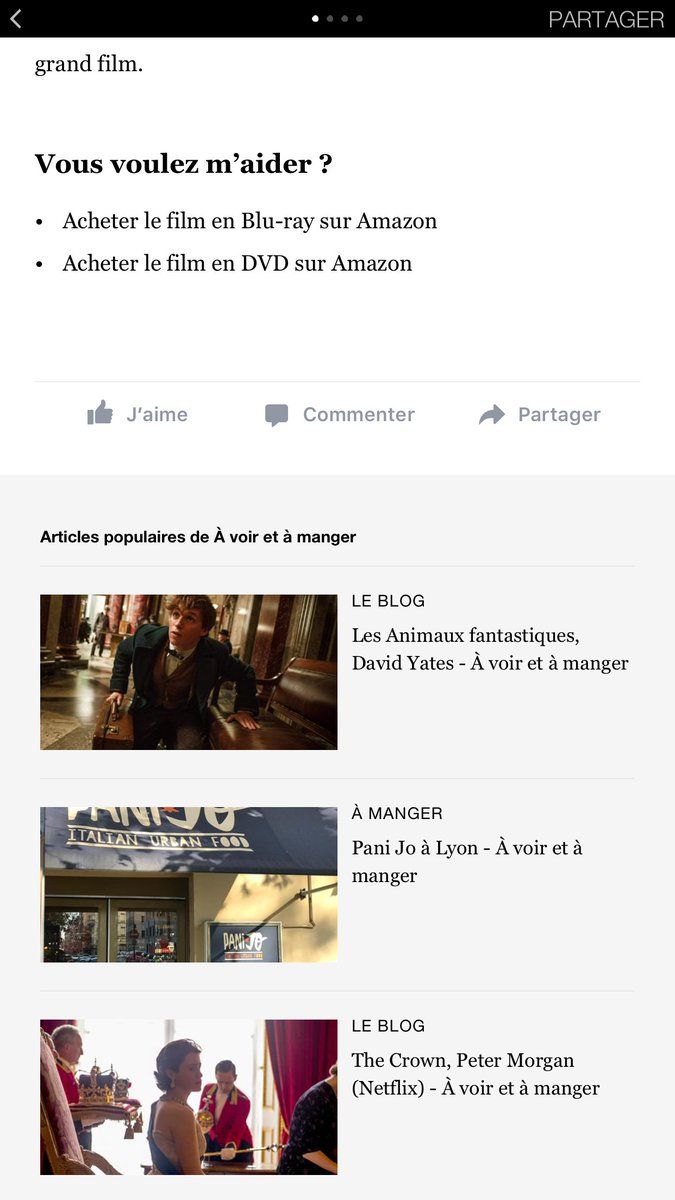 PARTAGER
grand film.
Vous voulez m’aider ?
• Acheter le film en Blu-ray sur Amazon
• Acheter le film en DVD sur Amazon
J’aime
Commenter
Partager
Articles populaires de À voir et à manger
LE BLOG
Les Animaux fantastiques,
David Yates - À voir et à manger
PANI JO
ITALIAN URBAN FOOD
PANI JO
À MANGER
Pani Jo à Lyon - À voir et à
manger
LE BLOG
The Crown, Peter Morgan
(Netflix) - À voir et à manger